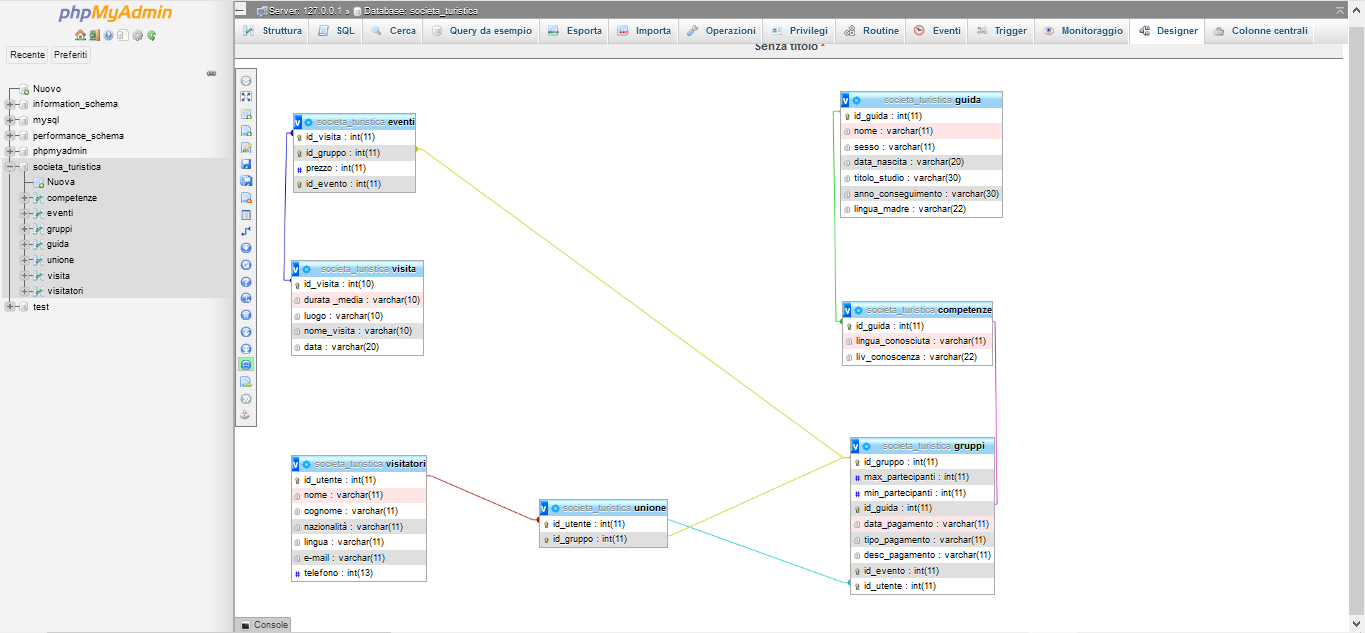 phpMyAdmin
Recente Preferiti
Nuovo
information_schema
mysql
performance_schema
phpmyadmin
societa_turistica
Nuova
competenze
eventi
gruppi
guida
unione
visita
visitatori
test
Server: 127.0.0.1 » Database: societa_turistica
Struttura SQL Cerca Query da esempio Esporta Importa Operazioni Privilegi Routine Eventi Trigger Monitoraggio Designer Colonne centrali
Senza titolo *
v societa_turistica eventi
id_visita : int(11)
id_gruppo : int(11)
# prezzo : int(11)
id_evento : int(11)
v societa_turistica guida
id_guida : int(11)
nome : varchar(11)
sesso : varchar(11)
data_nascita : varchar(20)
titolo_studio : varchar(30)
anno_conseguimento : varchar(30)
lingua_madre : varchar(22)
v societa_turistica visita
id_visita : int(10)
durata _media : varchar(10)
luogo : varchar(10)
nome_visita : varchar(10)
data : varchar(20)
v societa_turistica competenze
id_guida : int(11)
lingua_conosciuta : varchar(11)
liv_conoscenza : varchar(22)
v societa_turistica visitatori
id_utente : int(11)
nome : varchar(11)
cognome : varchar(11)
nazionalità : varchar(11)
lingua : varchar(11)
e-mail : varchar(11)
# telefono : int(13)
v societa_turistica unione
id_utente : int(11)
id_gruppo : int(11)
v societa_turistica gruppi
id_gruppo : int(11)
# max_partecipanti : int(11)
# min_partecipanti : int(11)
id_guida : int(11)
data_pagamento : varchar(11)
tipo_pagamento : varchar(11)
desc_pagamento : varchar(11)
id_evento : int(11)
id_utente : int(11)
Console